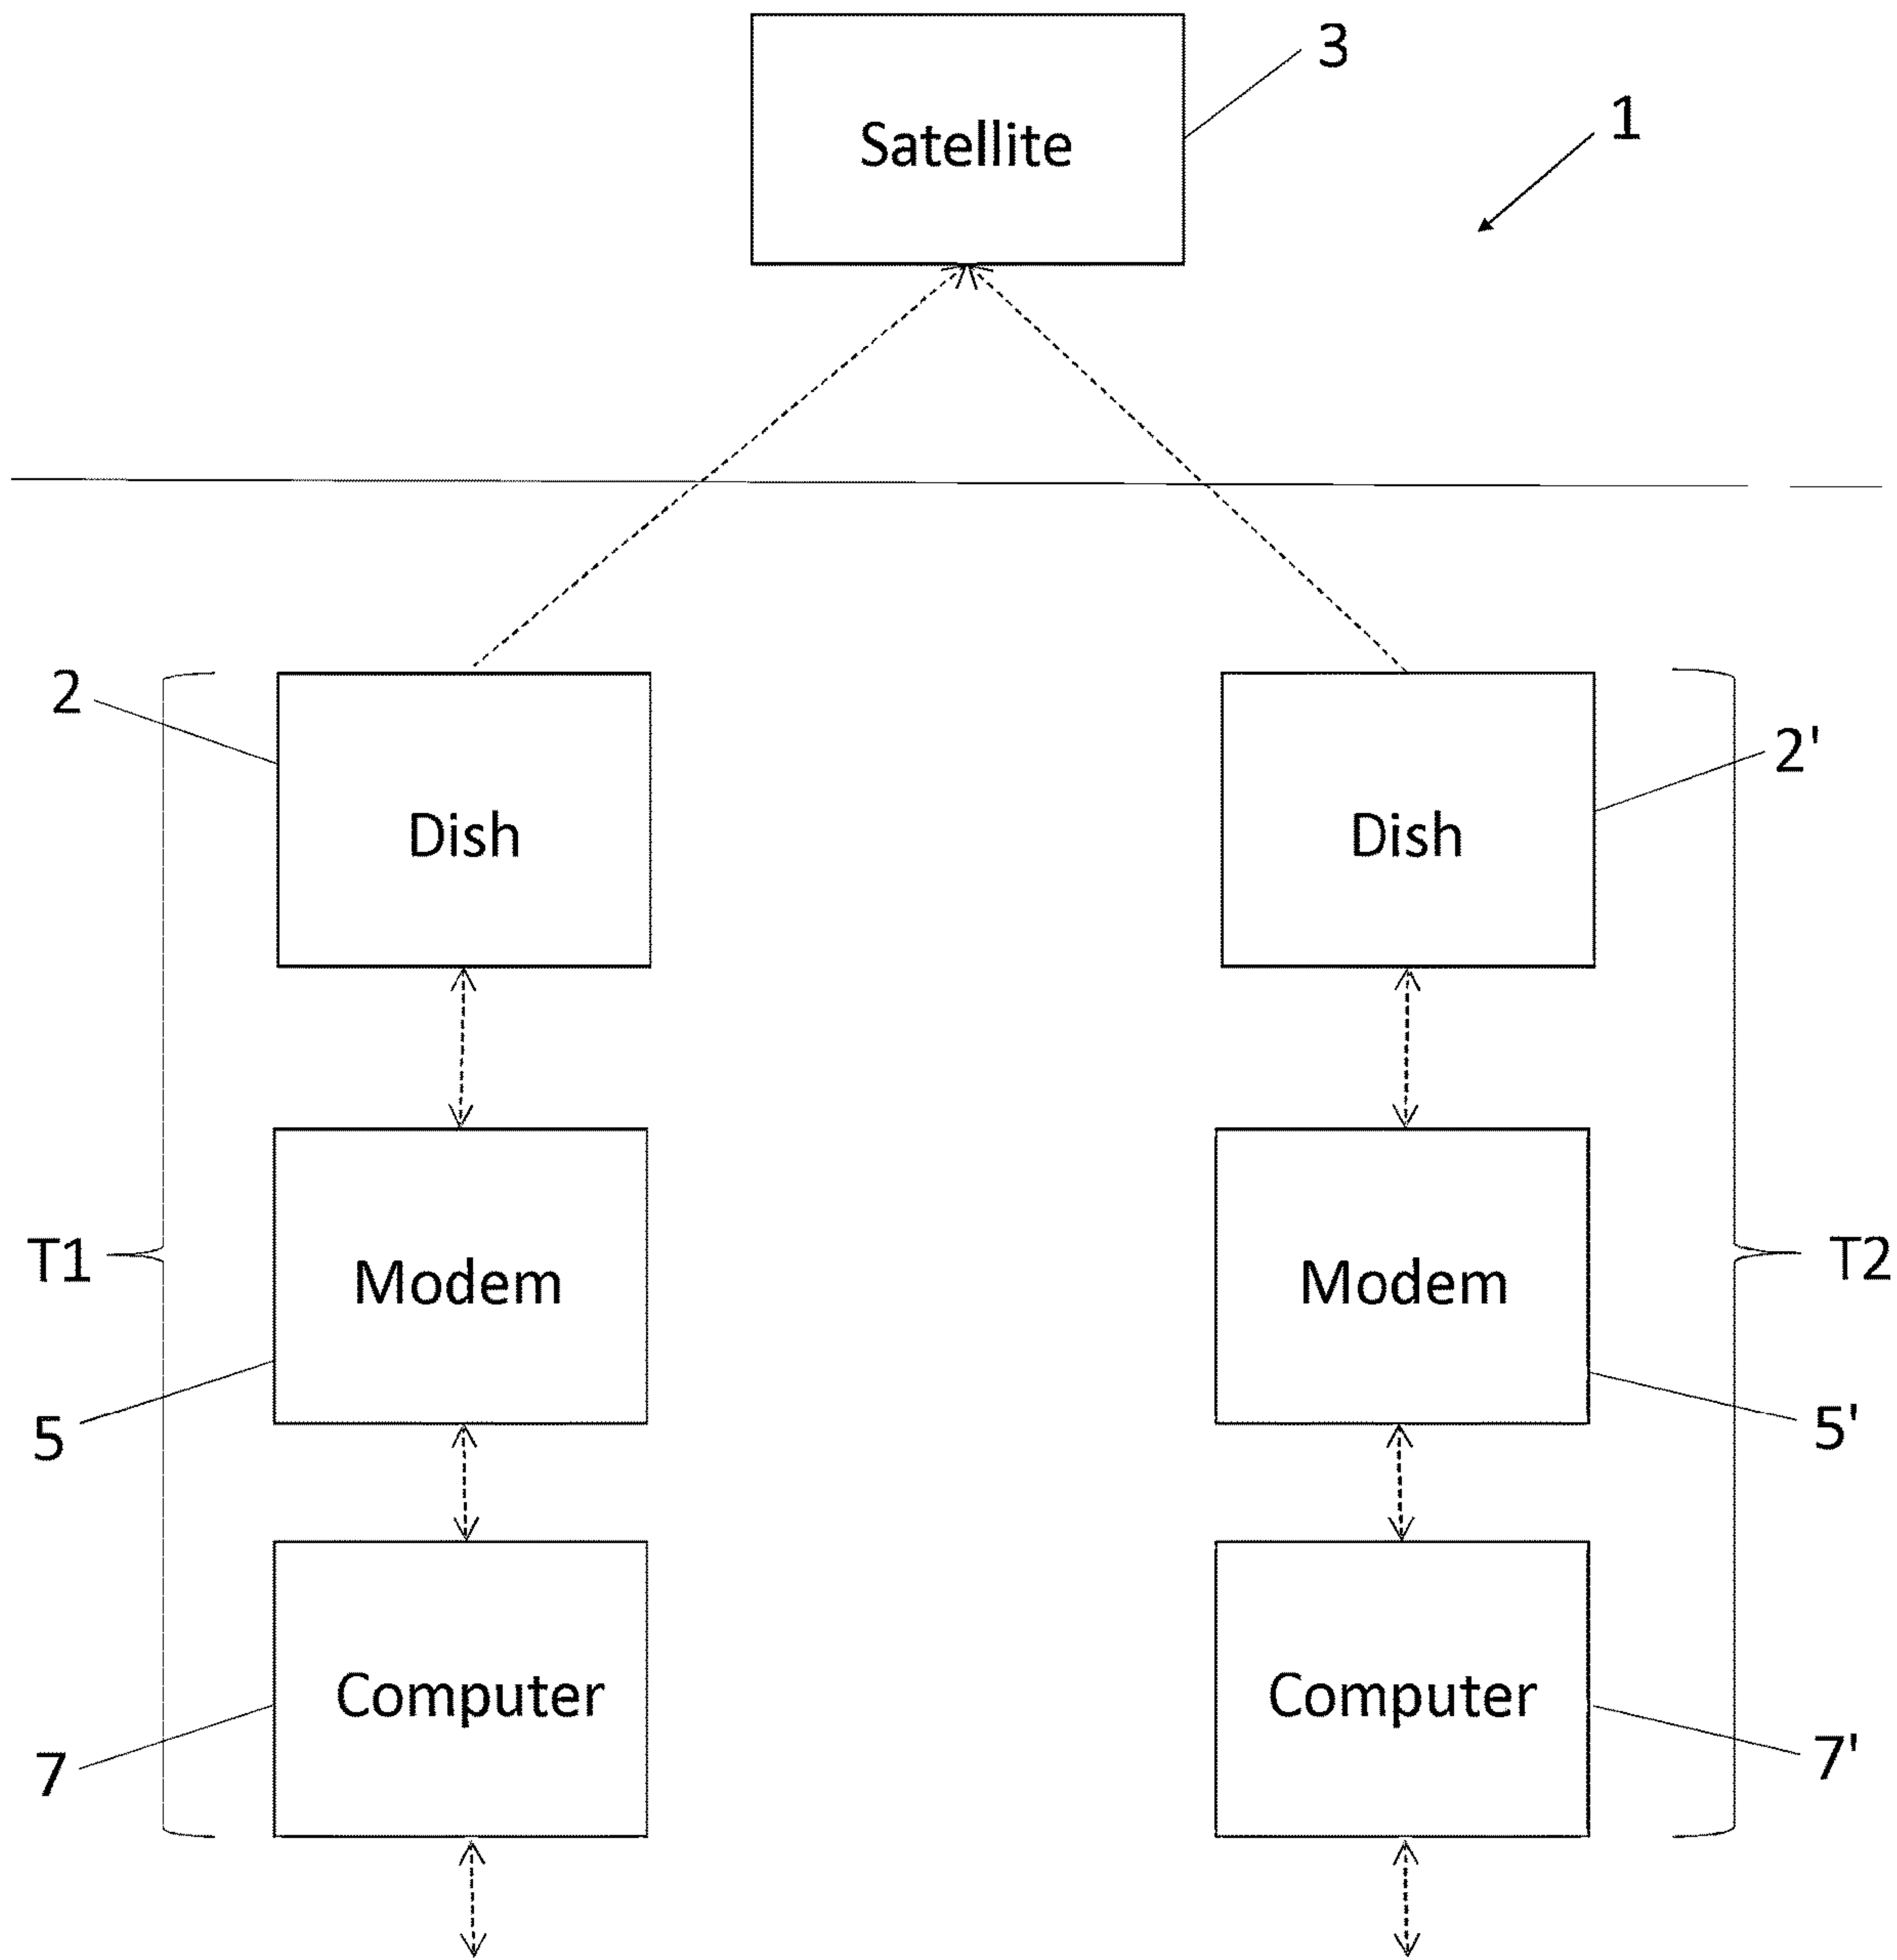 3
1
Satellite
2
2'
Dish
Dish
T1
Modem
Modem
T2
5
5'
Computer
Computer
7
7'